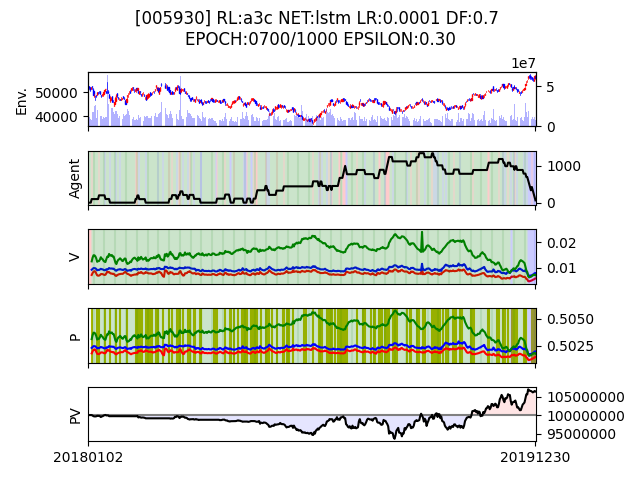 [005930] RL:a3c NET:lstm LR:0.0001 DF:0.7
EPOCH:0700/1000 EPSILON:0.30
1e7
Env.
50000
40000
5
0
Agent
1000
0
V
0.02
0.01
P
0.5050
0.5025
PV
105000000
100000000
95000000
20180102
20191230